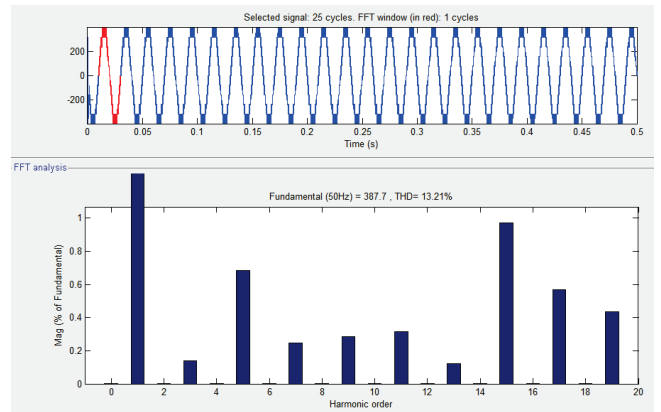 Selected signal: 25 cycles. FFT window (in red): 1 cycles
400
200
0
-200
0 0.05 0.1 0.15 0.2 0.25 0.3 0.35 0.4 0.45 0.5
Time (s)
FFT analysis
Fundamental (50Hz) = 387.7 , THD= 13.21%
Mag (% of Fundamental)
1
0.8
0.6
0.4
0.2
0
0 2 4 6 8 10 12 14 16 18 20
Harmonic order